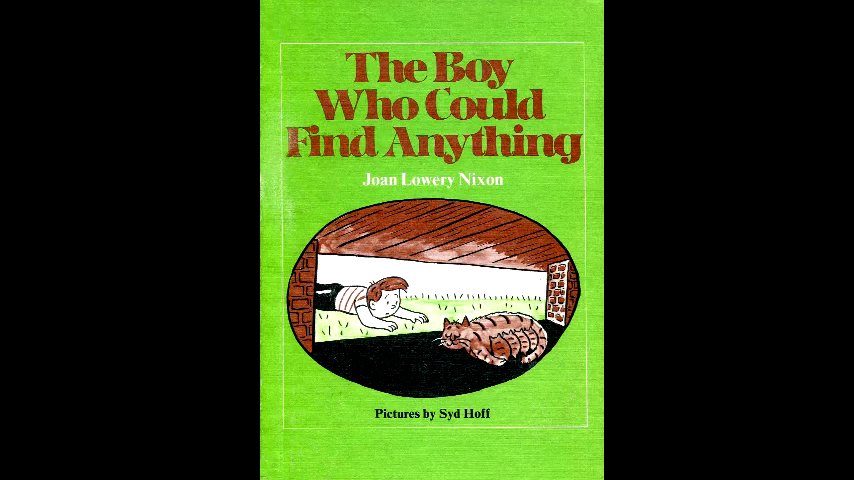 The Boy
Who Could
Find Anything
Joan Lowery Nixon
Pictures by Syd Hoff